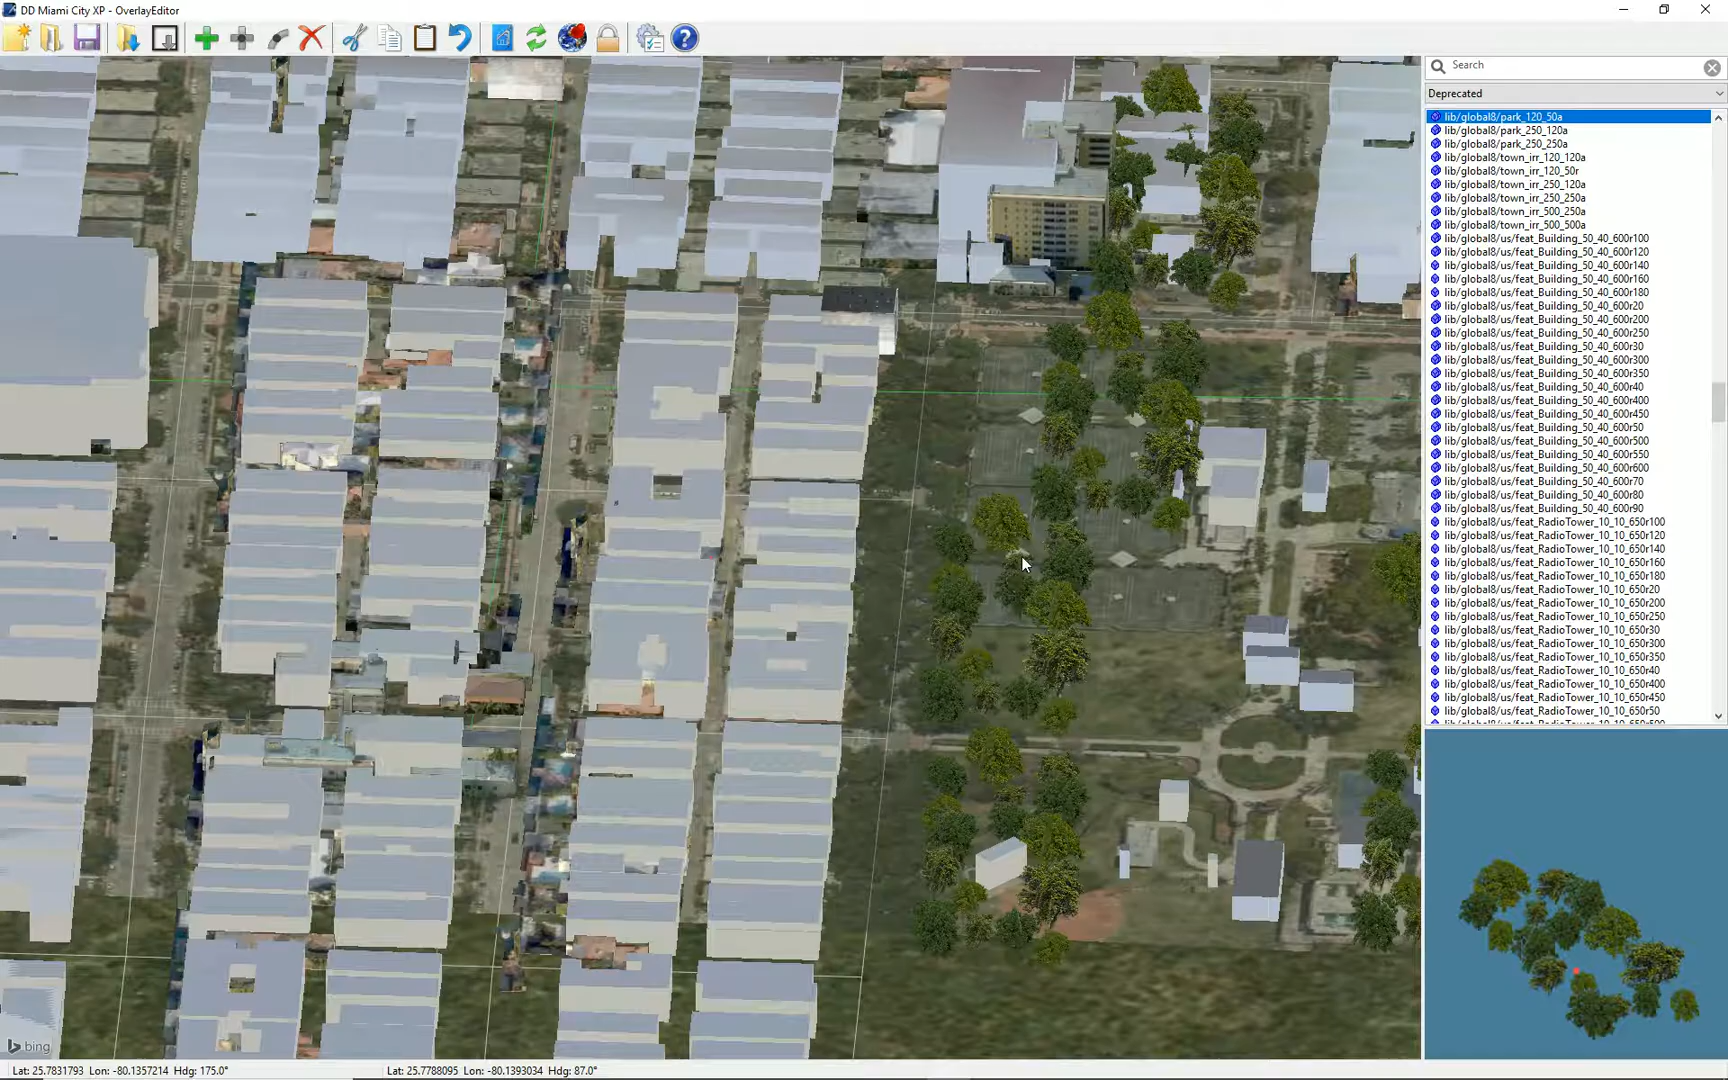 DD Miami City XP - OverlayEditor
Search
Deprecated
lib/global8/park_120_50a
lib/global8/park_250_120a
lib/global8/park_250_250a
lib/global8/town_irr_120_120a
lib/global8/town_irr_120_50r
lib/global8/town_irr_250_120a
lib/global8/town_irr_250_250a
lib/global8/town_irr_500_250a
lib/global8/town_irr_500_500a
lib/global8/us/feat_Building_50_40_600r100
lib/global8/us/feat_Building_50_40_600r120
lib/global8/us/feat_Building_50_40_600r140
lib/global8/us/feat_Building_50_40_600r160
lib/global8/us/feat_Building_50_40_600r180
lib/global8/us/feat_Building_50_40_600r20
lib/global8/us/feat_Building_50_40_600r200
lib/global8/us/feat_Building_50_40_600r250
lib/global8/us/feat_Building_50_40_600r30
lib/global8/us/feat_Building_50_40_600r300
lib/global8/us/feat_Building_50_40_600r350
lib/global8/us/feat_Building_50_40_600r40
lib/global8/us/feat_Building_50_40_600r400
lib/global8/us/feat_Building_50_40_600r450
lib/global8/us/feat_Building_50_40_600r50
lib/global8/us/feat_Building_50_40_600r500
lib/global8/us/feat_Building_50_40_600r550
lib/global8/us/feat_Building_50_40_600r600
lib/global8/us/feat_Building_50_40_600r70
lib/global8/us/feat_Building_50_40_600r80
lib/global8/us/feat_Building_50_40_600r90
lib/global8/us/feat_RadioTower_10_10_650r100
lib/global8/us/feat_RadioTower_10_10_650r120
lib/global8/us/feat_RadioTower_10_10_650r140
lib/global8/us/feat_RadioTower_10_10_650r160
lib/global8/us/feat_RadioTower_10_10_650r180
lib/global8/us/feat_RadioTower_10_10_650r20
lib/global8/us/feat_RadioTower_10_10_650r200
lib/global8/us/feat_RadioTower_10_10_650r250
lib/global8/us/feat_RadioTower_10_10_650r30
lib/global8/us/feat_RadioTower_10_10_650r300
lib/global8/us/feat_RadioTower_10_10_650r350
lib/global8/us/feat_RadioTower_10_10_650r40
lib/global8/us/feat_RadioTower_10_10_650r400
lib/global8/us/feat_RadioTower_10_10_650r450
lib/global8/us/feat_RadioTower_10_10_650r50
bing
Lat: 25.7831793 Lon: -80.1357214 Hdg: 175.0° Lat: 25.7788095 Lon: -80.1393034 Hdg: 87.0°